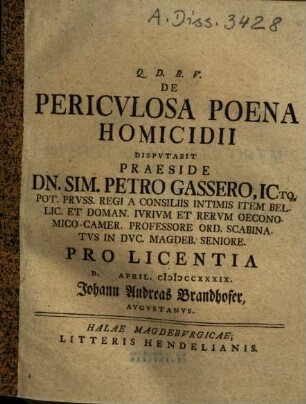 A. Diss. 3428
Q. D. B. V.
DE
PERICVLOSA POENA
HOMICIDII
DISPVTABIT
PRAESIDE
DN. SIM. PETRO GASSERO, ICTO,
POT. PRVSS. REGI A CONSILIIS INTIMIS ITEM BEL-
LIC. ET DOMAN. IVRIVM ET RERVM OECONO-
MICO-CAMER. PROFESSORE ORD. SCABINA-
TVS IN DVC. MAGDEB. SENIORE.
PRO LICENTIA
D. APRIL. cIɔIɔCCXXXIX.
Johann Andreas Brandhofer,
AVGVSTANVS.
HALAE MAGDEBVRGICAE;
LITTERIS HENDELIANIS.